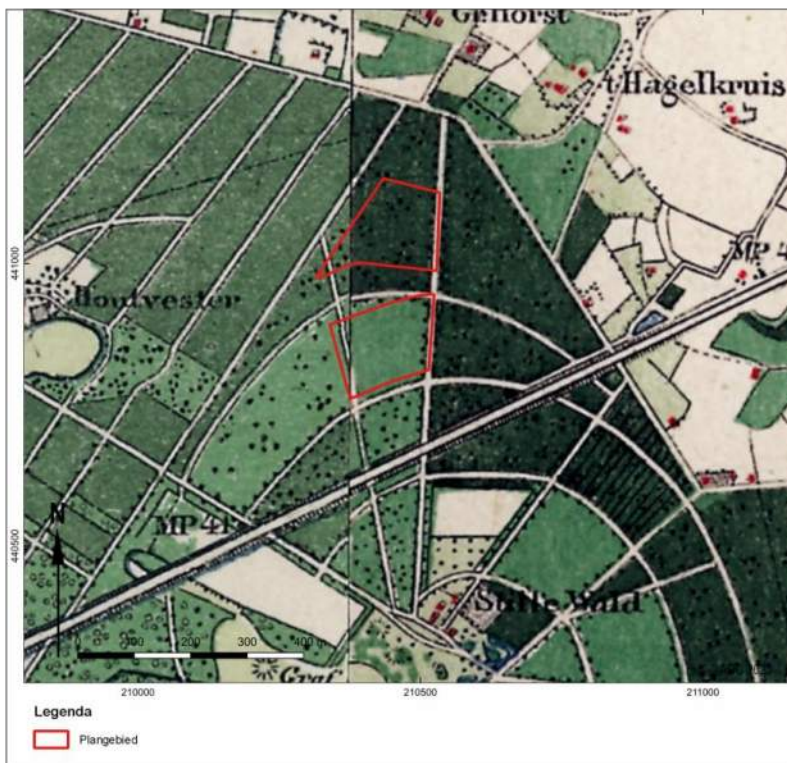 Gelhorst
't Hagelkruis
MP 4
441000
Houtvester
MP 41
440500
N
Stille Wald
0 100 200 300 400 m
Graf
210000 210500 211000
Legenda
Plangebied